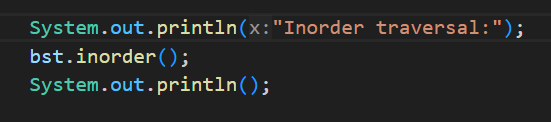 System.out.println(x:"Inorder traversal:");
bst.inorder();
System.out.println();